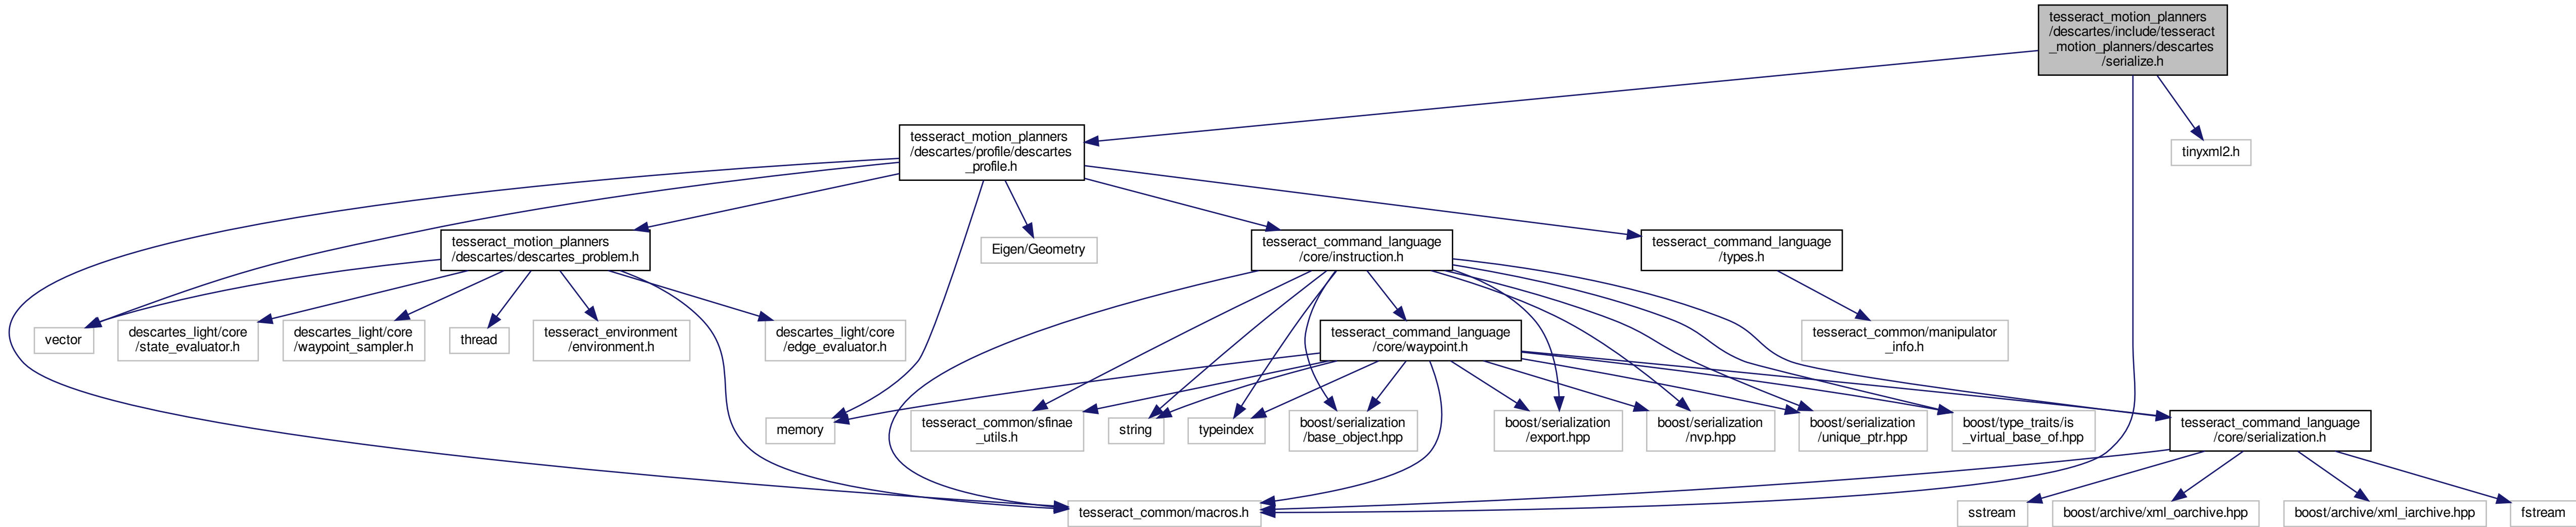 tesseract_motion_planners
/descartes/include/tesseract
_motion_planners/descartes
/serialize.h
tesseract_motion_planners
/descartes/profile/descartes
_profile.h
tinyxml2.h
tesseract_motion_planners
/descartes/descartes_problem.h
Eigen/Geometry
tesseract_command_language
/core/instruction.h
tesseract_command_language
/types.h
vector
descartes_light/core
/state_evaluator.h
descartes_light/core
/waypoint_sampler.h
thread
tesseract_environment
/environment.h
descartes_light/core
/edge_evaluator.h
tesseract_command_language
/core/waypoint.h
tesseract_common/manipulator
_info.h
memory
tesseract_common/sfinae
_utils.h
string
typeindex
boost/serialization
/base_object.hpp
boost/serialization
/export.hpp
boost/serialization
/nvp.hpp
boost/serialization
/unique_ptr.hpp
boost/type_traits/is
_virtual_base_of.hpp
tesseract_command_language
/core/serialization.h
tesseract_common/macros.h
sstream
boost/archive/xml_oarchive.hpp
boost/archive/xml_iarchive.hpp
fstream